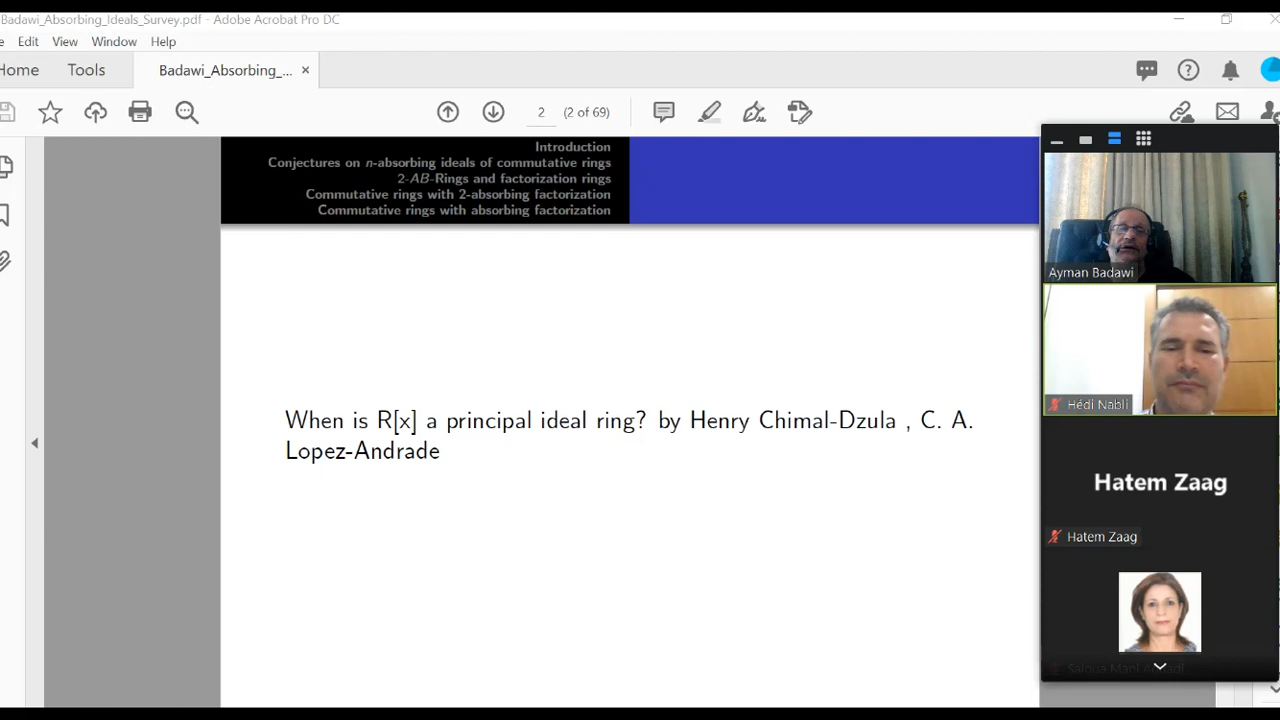 Badawi_Absorbing_Ideals_Survey.pdf - Adobe Acrobat Pro DC
Edit View Window Help
Home Tools Badawi_Absorbing_... ×
2 (2 of 69)
Introduction
Conjectures on n-absorbing ideals of commutative rings
2-AB-Rings and factorization rings
Commutative rings with 2-absorbing factorization
Commutative rings with absorbing factorization
When is R[x] a principal ideal ring? by Henry Chimal-Dzula , C. A.
Lopez-Andrade
Ayman Badawi
Hédi Nabli
Hatem Zaag
Hatem Zaag